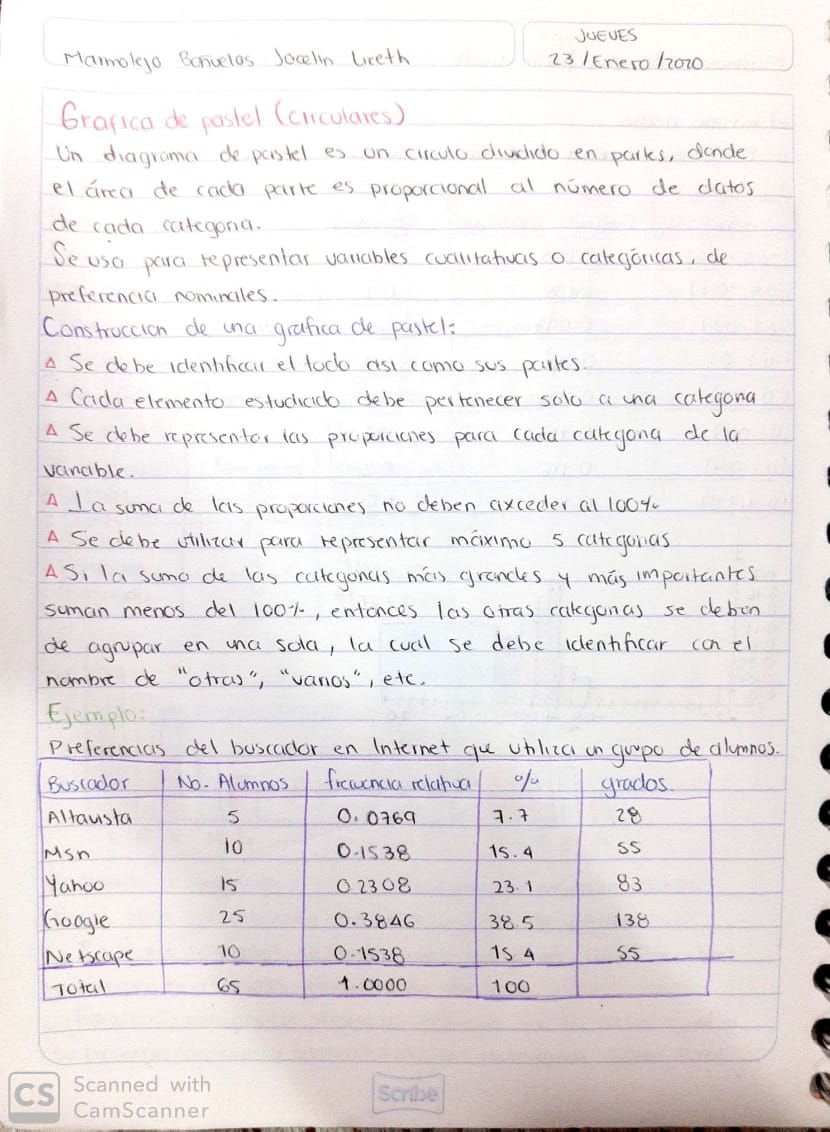 Marmolejo Bañuelos Jocelin Lireth
JUEVES
23/Enero/2020
Grafica de pastel (circulares)
Un diagrama de pastel es un circulo dividido en partes, donde
el área de cada parte es proporcional al número de datos
de cada categoria.
Se usa para representar variables cualitativas o categóricas, de
preferencia nominales.
Construccion de una grafica de pastel:
△ Se debe identificar el todo asi como sus partes.
△ Cada elemento estudiado debe pertenecer solo a una categoria
△ Se debe representar las proporciones para cada categoria de la
variable.
△ La suma de las proporciones no deben axceder al 100%
△ Se debe utilizar para representar máximo 5 categorias
△ Si la suma de las categorias más grandes y más importantes
suman menos del 100%, entonces las otras categorias se deben
de agrupar en una sola, la cual se debe identificar con el
nombre de "otras", "varios", etc.
Ejemplo:
Preferencias del buscador en Internet que utiliza un grupo de alumnos.
Buscador No. Alumnos frecuencia relativa % grados.
Altavista 5 0.0769 7.7 28
Msn 10 0.1538 15.4 55
Yahoo 15 0.2308 23.1 83
Google 25 0.3846 38.5 138
Netscape 10 0.1538 15.4 55
Total 65 1.0000 100
Scribe
CS Scanned with
CamScanner